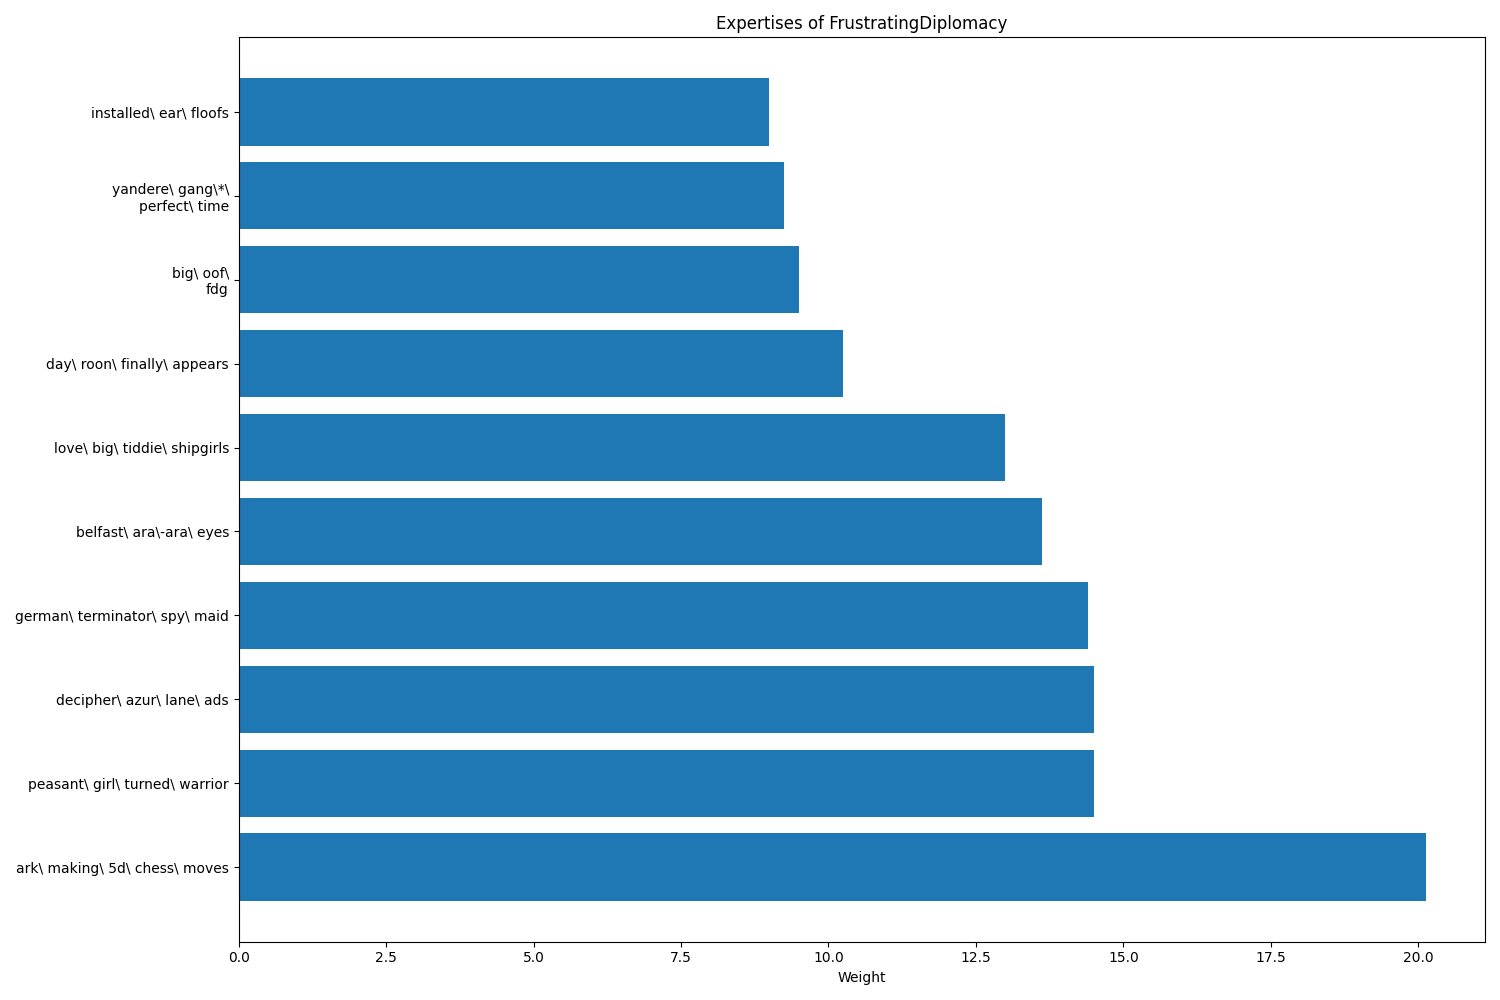 Expertises of FrustratingDiplomacy
installed\ ear\ floofs
yandere\ gang\*\
perfect\ time
big\ oof\
fdg
day\ roon\ finally\ appears
love\ big\ tiddie\ shipgirls
belfast\ ara\-ara\ eyes
german\ terminator\ spy\ maid
decipher\ azur\ lane\ ads
peasant\ girl\ turned\ warrior
ark\ making\ 5d\ chess\ moves
0.0 2.5 5.0 7.5 10.0 12.5 15.0 17.5 20.0
Weight